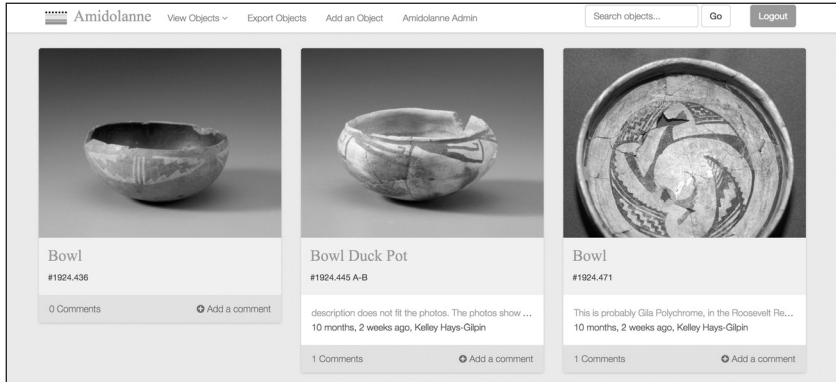 Amidolanne View Objects Export Objects Add an Object Amidolanne Admin Search objects... Go Logout
Bowl
#1924.436
0 Comments Add a comment
Bowl Duck Pot
#1924.445 A-B
description does not fit the photos. The photos show ...
10 months, 2 weeks ago, Kelley Hays-Gilpin
1 Comments Add a comment
Bowl
#1924.471
This is probably Gila Polychrome, in the Roosevelt Re...
10 months, 2 weeks ago, Kelley Hays-Gilpin
1 Comments Add a comment